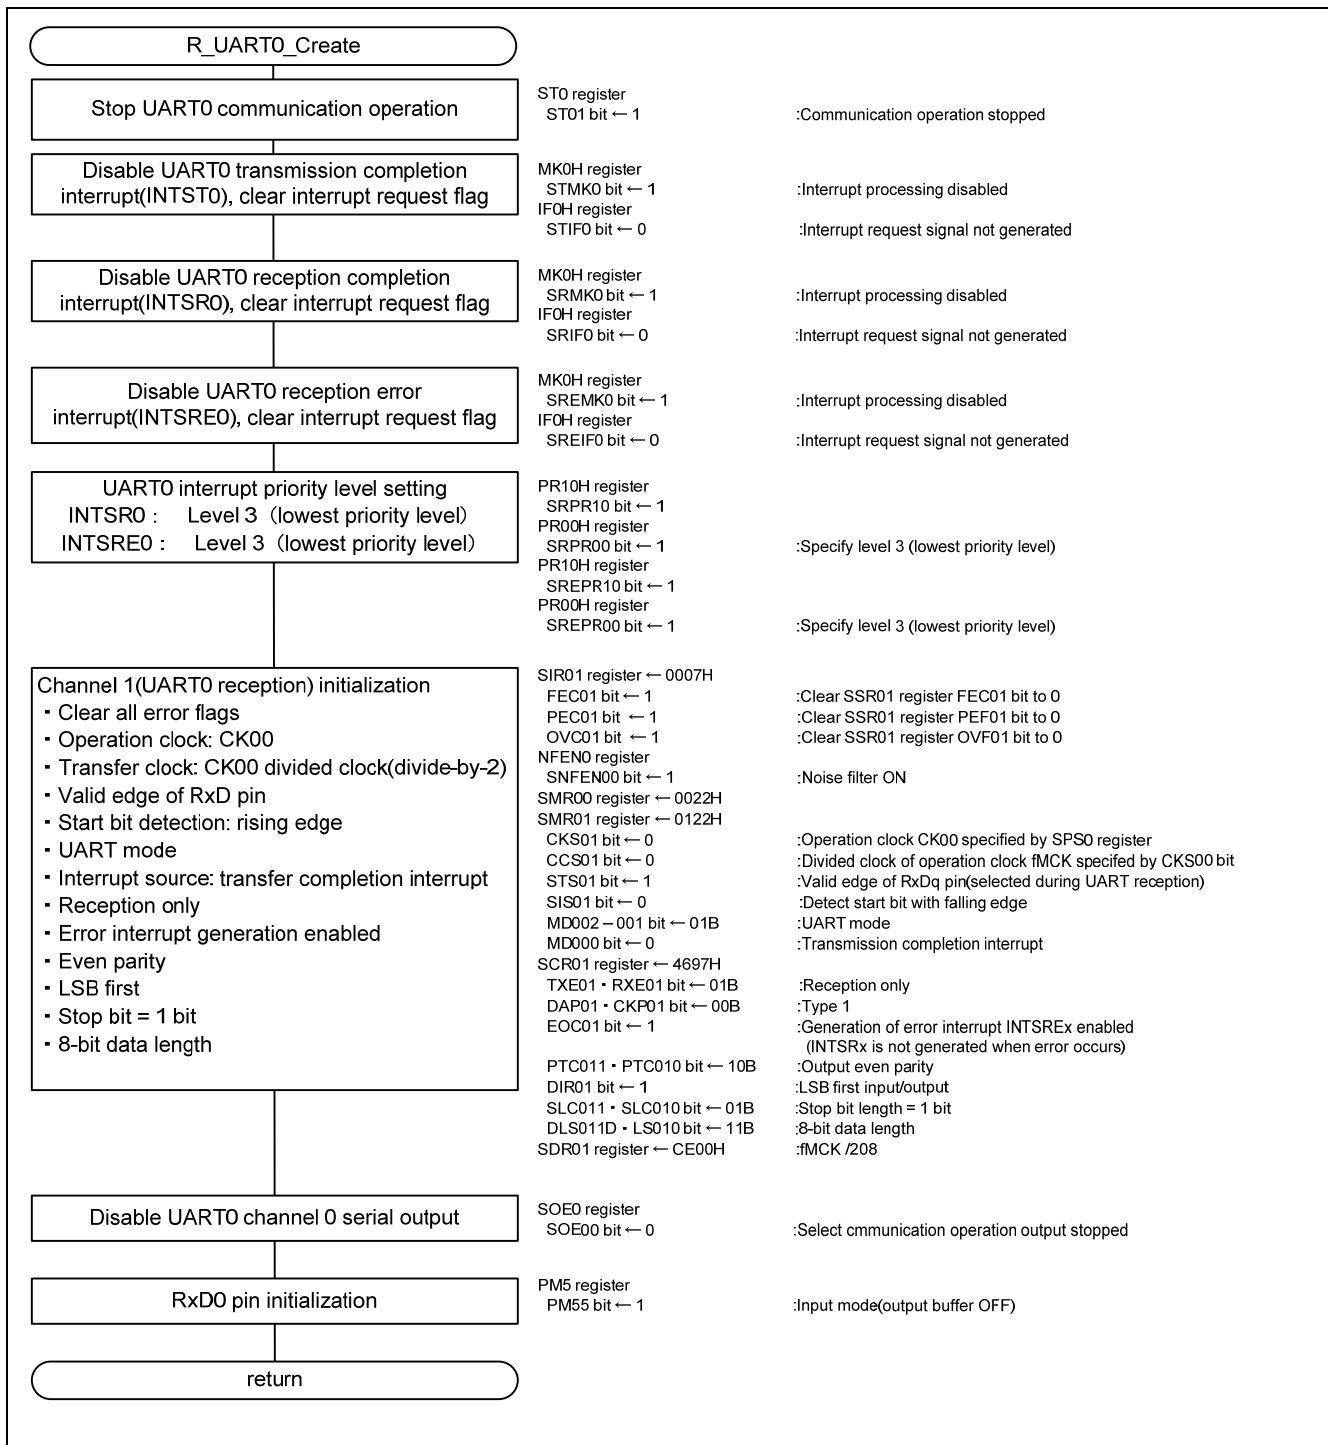 R_UART0_Create
Stop UART0 communication operation
ST0 register
ST01 bit ← 1 :Communication operation stopped
Disable UART0 transmission completion
interrupt(INTST0), clear interrupt request flag
MK0H register
STMK0 bit ← 1 :Interrupt processing disabled
IF0H register
STIF0 bit ← 0 :Interrupt request signal not generated
Disable UART0 reception completion
interrupt(INTSR0), clear interrupt request flag
MK0H register
SRMK0 bit ← 1 :Interrupt processing disabled
IF0H register
SRIF0 bit ← 0 :Interrupt request signal not generated
Disable UART0 reception error
interrupt(INTSRE0), clear interrupt request flag
MK0H register
SREMK0 bit ← 1 :Interrupt processing disabled
IF0H register
SREIF0 bit ← 0 :Interrupt request signal not generated
UART0 interrupt priority level setting
INTSR0 : Level 3 (lowest priority level)
INTSRE0 : Level 3 (lowest priority level)
PR10H register
SRPR10 bit ← 1
PR00H register
SRPR00 bit ← 1 :Specify level 3 (lowest priority level)
PR10H register
SREPR10 bit ← 1
PR00H register
SREPR00 bit ← 1 :Specify level 3 (lowest priority level)
Channel 1(UART0 reception) initialization
・Clear all error flags
・Operation clock: CK00
・Transfer clock: CK00 divided clock(divide-by-2)
・Valid edge of RxD pin
・Start bit detection: rising edge
・UART mode
・Interrupt source: transfer completion interrupt
・Reception only
・Error interrupt generation enabled
・Even parity
・LSB first
・Stop bit = 1 bit
・8-bit data length
SIR01 register ← 0007H
FEC01 bit ← 1 :Clear SSR01 register FEC01 bit to 0
PEC01 bit ← 1 :Clear SSR01 register PEF01 bit to 0
OVC01 bit ← 1 :Clear SSR01 register OVF01 bit to 0
NFEN0 register
SNFEN00 bit ← 1 :Noise filter ON
SMR00 register ← 0022H
SMR01 register ← 0122H
CKS01 bit ← 0 :Operation clock CK00 specified by SPS0 register
CCS01 bit ← 0 :Divided clock of operation clock fMCK specifed by CKS00 bit
STS01 bit ← 1 :Valid edge of RxDq pin(selected during UART reception)
SIS01 bit ← 0 :Detect start bit with falling edge
MD002−001 bit ← 01B :UART mode
MD000 bit ← 0 :Transmission completion interrupt
SCR01 register ← 4697H
TXE01・RXE01 bit ← 01B :Reception only
DAP01・CKP01 bit ← 00B :Type 1
EOC01 bit ← 1 :Generation of error interrupt INTSREx enabled
(INTSRx is not generated when error occurs)
PTC011・PTC010 bit ← 10B :Output even parity
DIR01 bit ← 1 :LSB first input/output
SLC011・SLC010 bit ← 01B :Stop bit length = 1 bit
DLS011D・LS010 bit ← 11B :8-bit data length
SDR01 register ← CE00H :fMCK /208
Disable UART0 channel 0 serial output
SOE0 register
SOE00 bit ← 0 :Select cmmunication operation output stopped
RxD0 pin initialization
PM5 register
PM55 bit ← 1 :Input mode(output buffer OFF)
return